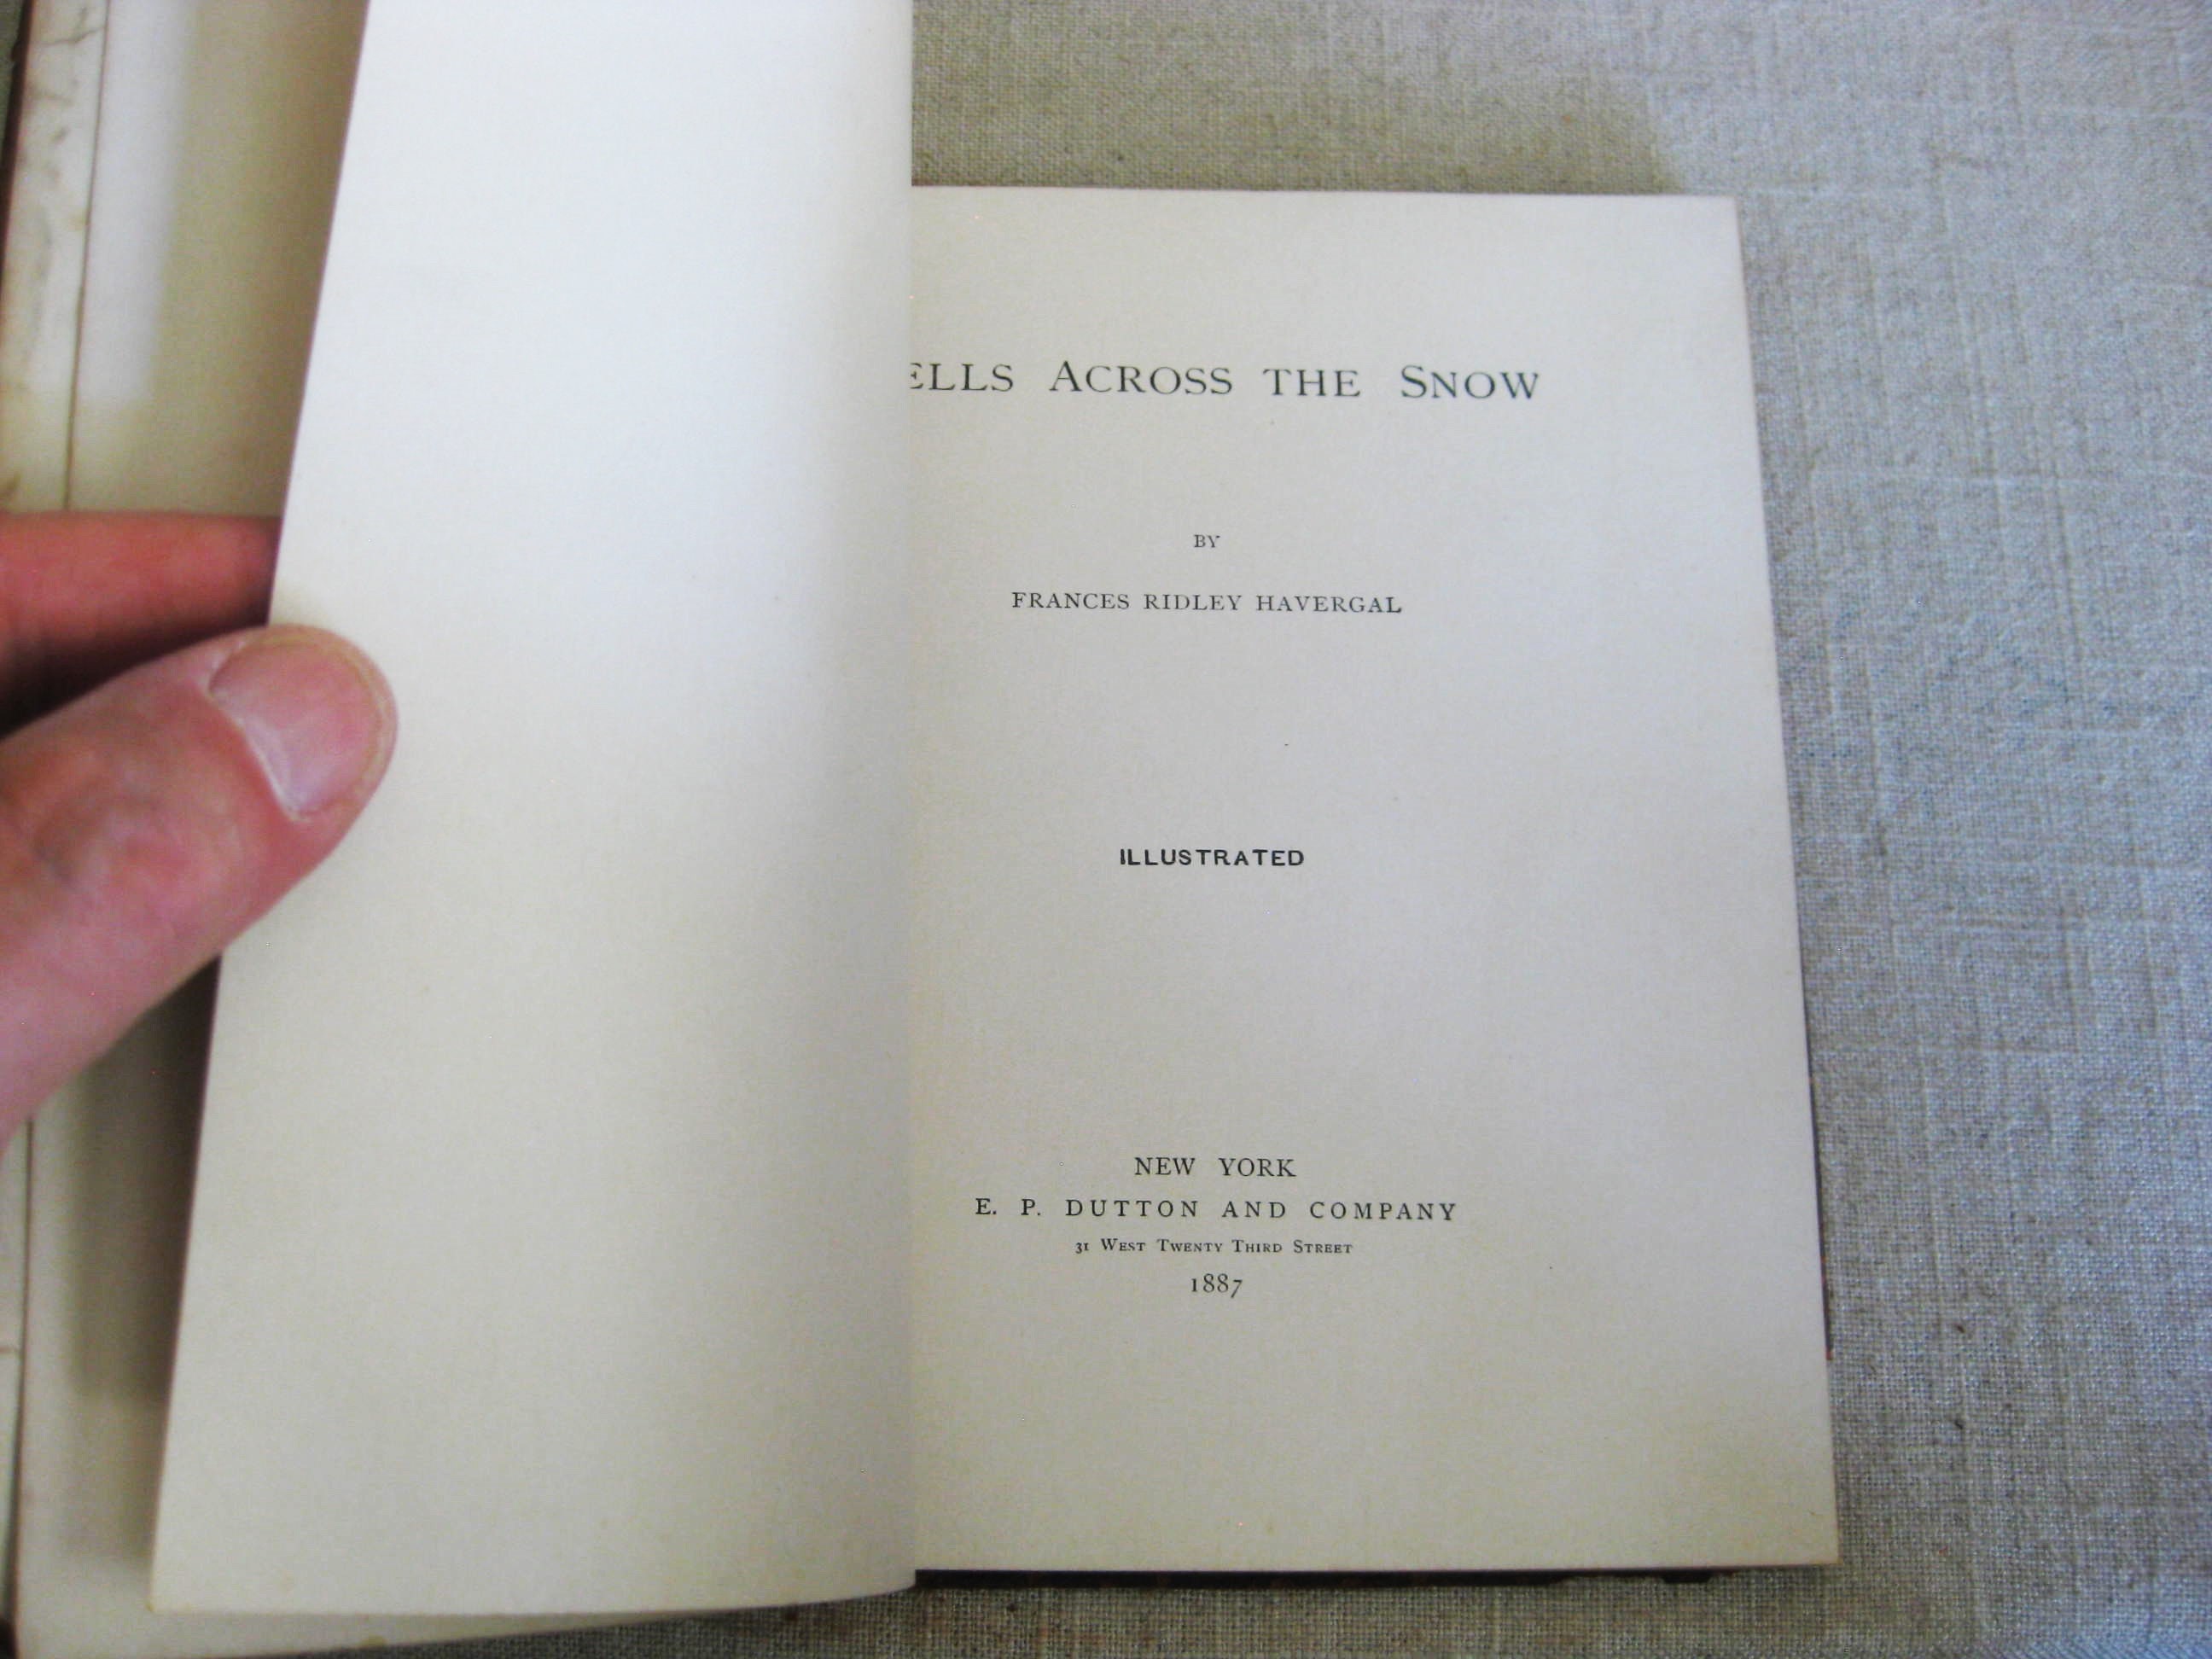 ELLS ACROSS THE SNOW
BY
FRANCES RIDLEY HAVERGAL
ILLUSTRATED
NEW YORK
E. P. DUTTON AND COMPANY
31 WEST TWENTY THIRD STREET
1887